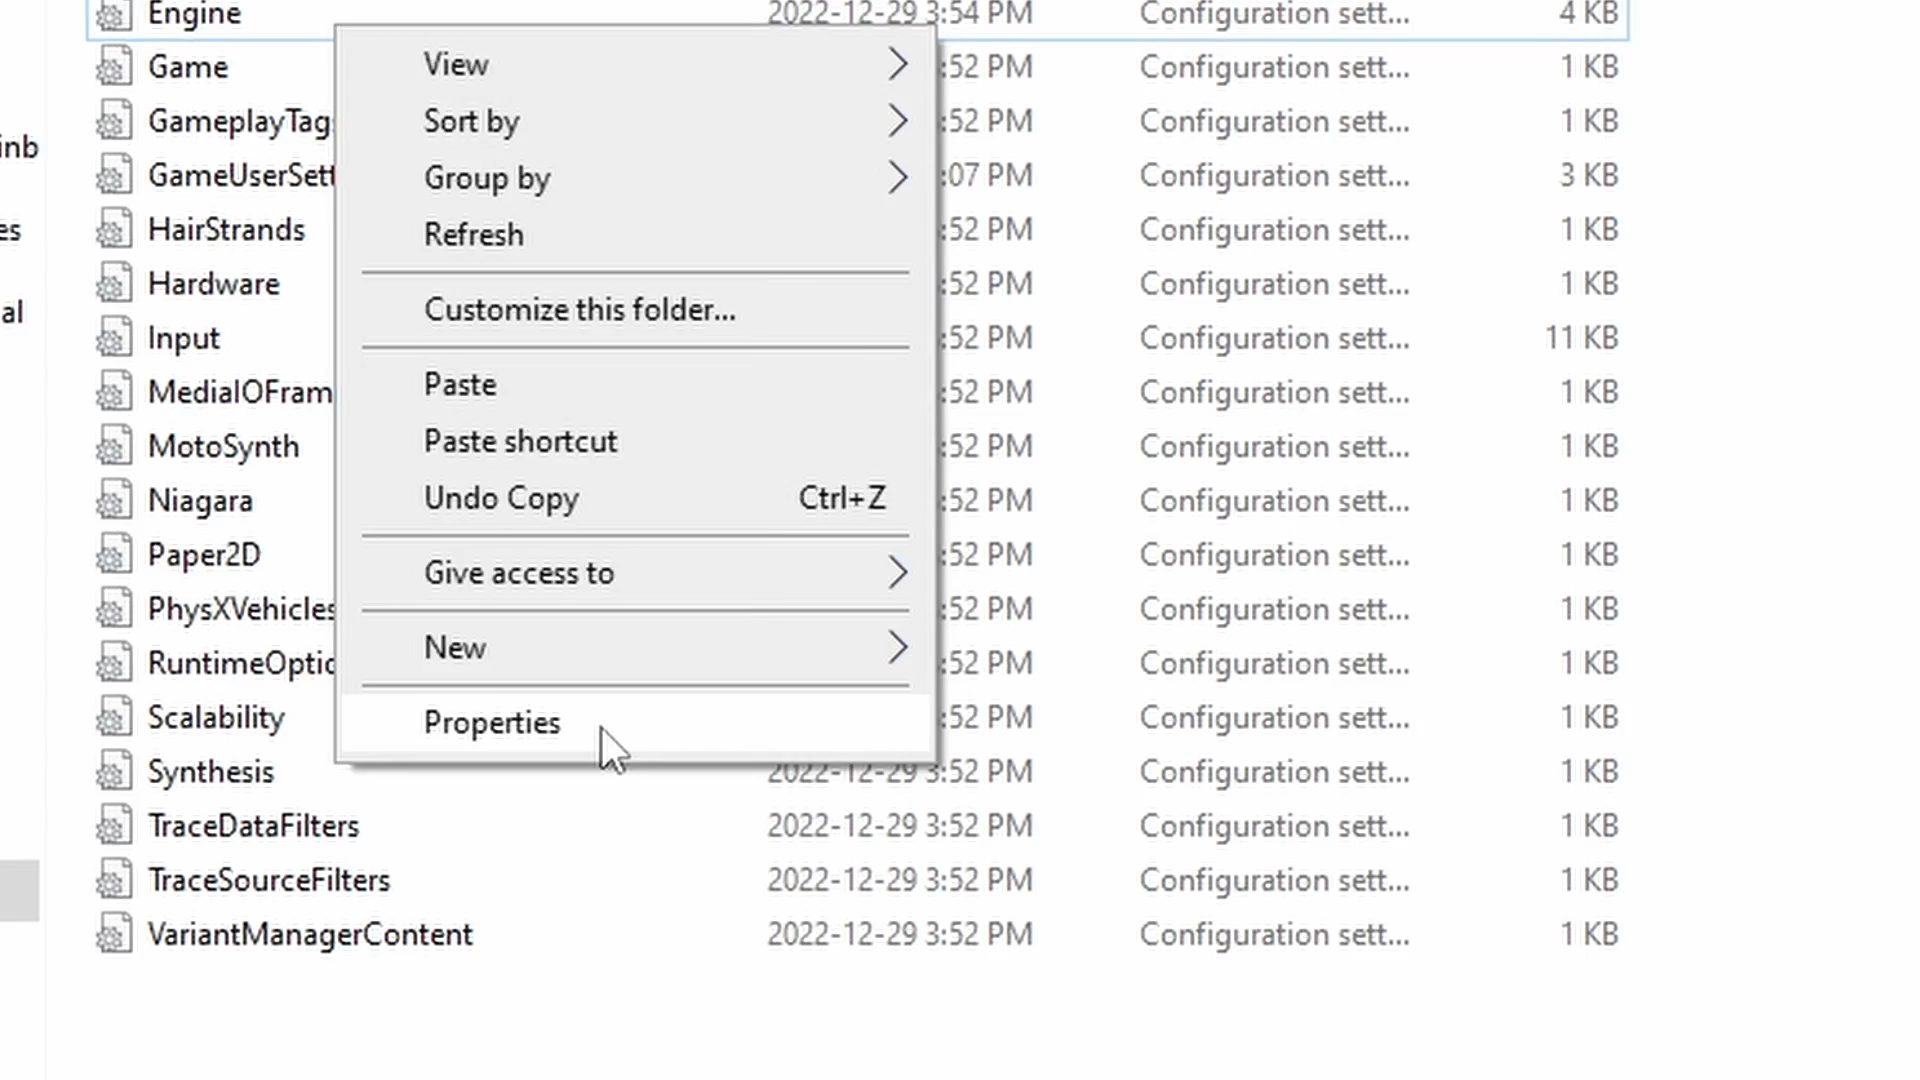 Engine 2022-12-29 3:54 PM Configuration sett... 4 KB
Game :52 PM Configuration sett... 1 KB
GameplayTag :52 PM Configuration sett... 1 KB
GameUserSett :07 PM Configuration sett... 3 KB
HairStrands :52 PM Configuration sett... 1 KB
Hardware :52 PM Configuration sett... 1 KB
Input :52 PM Configuration sett... 11 KB
MediaIOFram :52 PM Configuration sett... 1 KB
MotoSynth :52 PM Configuration sett... 1 KB
Niagara :52 PM Configuration sett... 1 KB
Paper2D :52 PM Configuration sett... 1 KB
PhysXVehicles :52 PM Configuration sett... 1 KB
RuntimeOptio :52 PM Configuration sett... 1 KB
Scalability :52 PM Configuration sett... 1 KB
Synthesis 2022-12-29 3:52 PM Configuration sett... 1 KB
TraceDataFilters 2022-12-29 3:52 PM Configuration sett... 1 KB
TraceSourceFilters 2022-12-29 3:52 PM Configuration sett... 1 KB
VariantManagerContent 2022-12-29 3:52 PM Configuration sett... 1 KB
View
Sort by
Group by
Refresh
Customize this folder...
Paste
Paste shortcut
Undo Copy Ctrl+Z
Give access to
New
Properties
inb
es
al